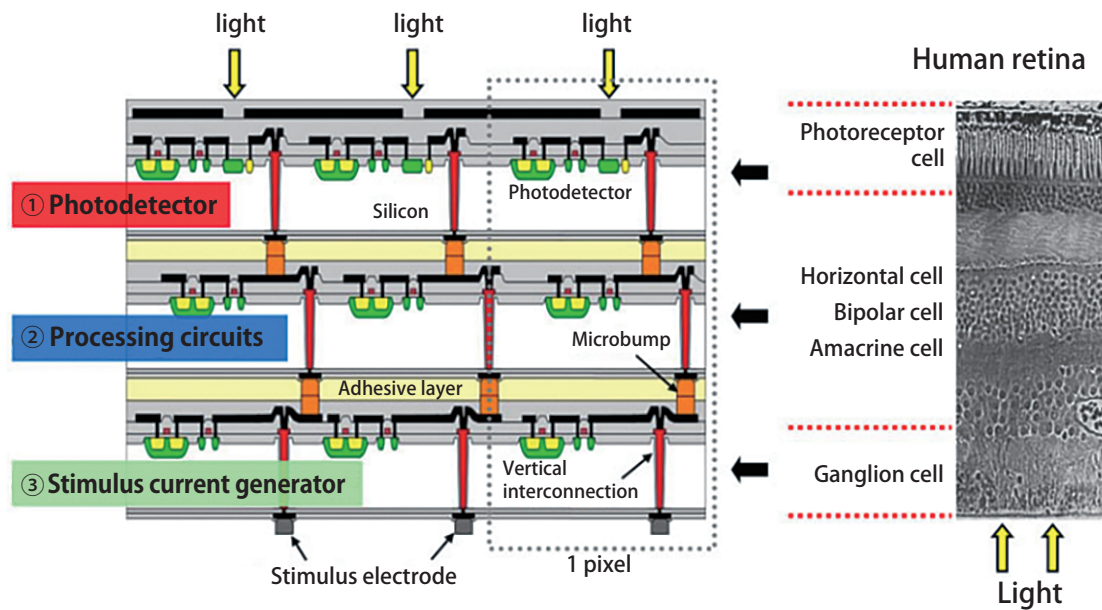 light
light
light
Human retina
Photoreceptor
cell
Photodetector
① Photodetector
Silicon
Horizontal cell
Bipolar cell
Amacrine cell
② Processing circuits
Microbump
Adhesive layer
Vertical
interconnection
③ Stimulus current generator
Ganglion cell
Stimulus electrode
1 pixel
Light